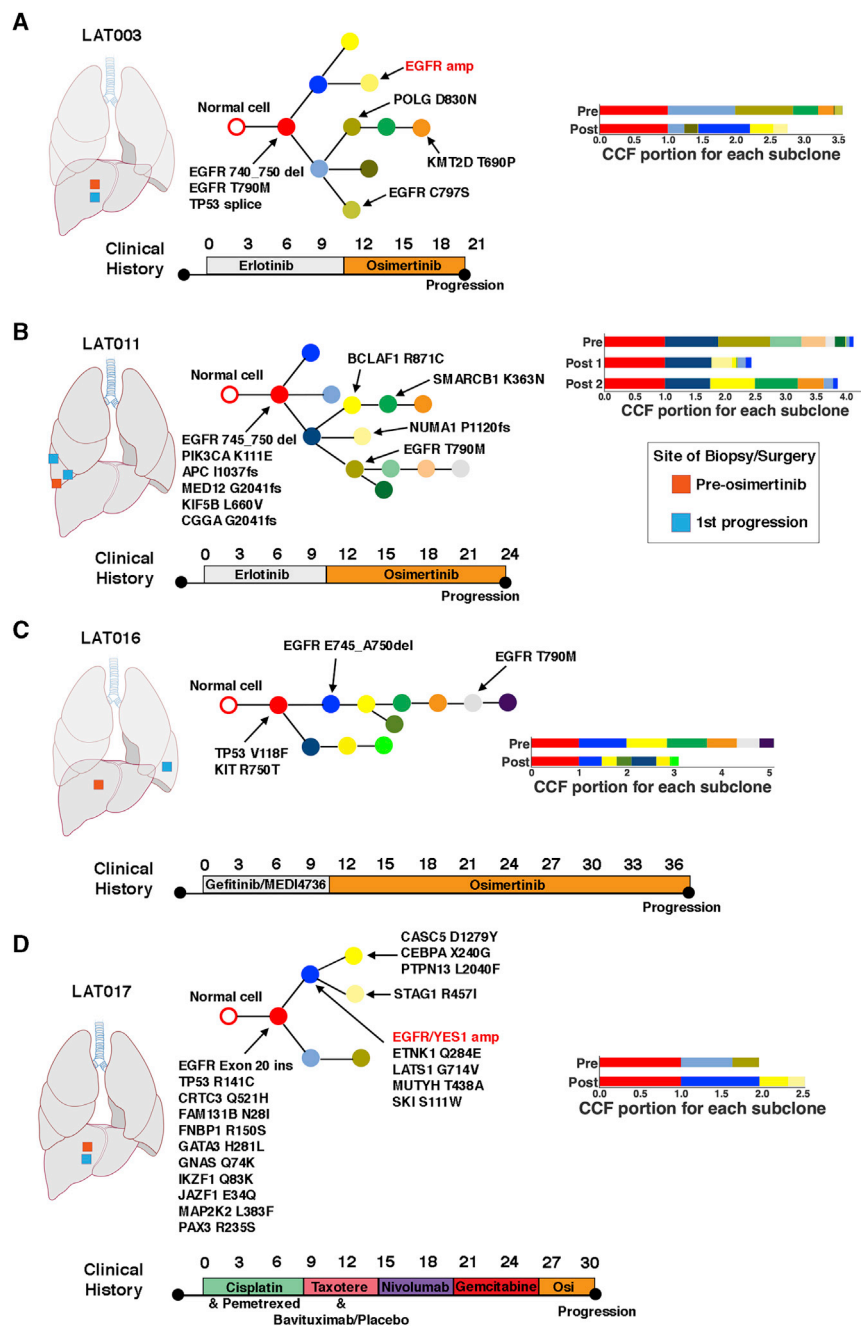 A
LAT003
EGFR amp
POLG D830N
Normal cell
KMT2D T690P
EGFR 740_750 del
EGFR T790M
TP53 splice
EGFR C797S
Pre
Post
0.0 0.5 1.0 1.5 2.0 2.5 3.0 3.5
CCF portion for each subclone
Clinical
History
0 3 6 9 12 15 18 21
Erlotinib
Osimertinib
Progression
B
LAT011
BCLAF1 R871C
Normal cell
SMARCB1 K363N
NUMA1 P1120fs
EGFR T790M
EGFR 745_750 del
PIK3CA K111E
APC I1037fs
MED12 G2041fs
KIF5B L660V
CGGA G2041fs
Pre
Post 1
Post 2
0.0 0.5 1.0 1.5 2.0 2.5 3.0 3.5 4.0
CCF portion for each subclone
Site of Biopsy/Surgery
Pre-osimertinib
1st progression
Clinical
History
0 3 6 9 12 15 18 21 24
Erlotinib
Osimertinib
Progression
C
LAT016
EGFR E745_A750del
EGFR T790M
Normal cell
TP53 V118F
KIT R750T
Pre
Post
0 1 2 3 4 5
CCF portion for each subclone
Clinical
History
0 3 6 9 12 15 18 21 24 27 30 33 36
Gefitinib/MEDI4736
Osimertinib
Progression
D
LAT017
CASC5 D1279Y
CEBPA X240G
PTPN13 L2040F
Normal cell
STAG1 R457I
EGFR/YES1 amp
ETNK1 Q284E
LATS1 G714V
MUTYH T438A
SKI S111W
EGFR Exon 20 ins
TP53 R141C
CRTC3 Q521H
FAM131B N28I
FNBP1 R150S
GATA3 H281L
GNAS Q74K
IKZF1 Q83K
JAZF1 E34Q
MAP2K2 L383F
PAX3 R235S
Pre
Post
0.0 0.5 1.0 1.5 2.0 2.5
CCF portion for each subclone
Clinical
History
0 3 6 9 12 15 18 21 24 27 30
Cisplatin
& Pemetrexed
Taxotere
&
Bavituximab/Placebo
Nivolumab
Gemcitabine
Osi
Progression